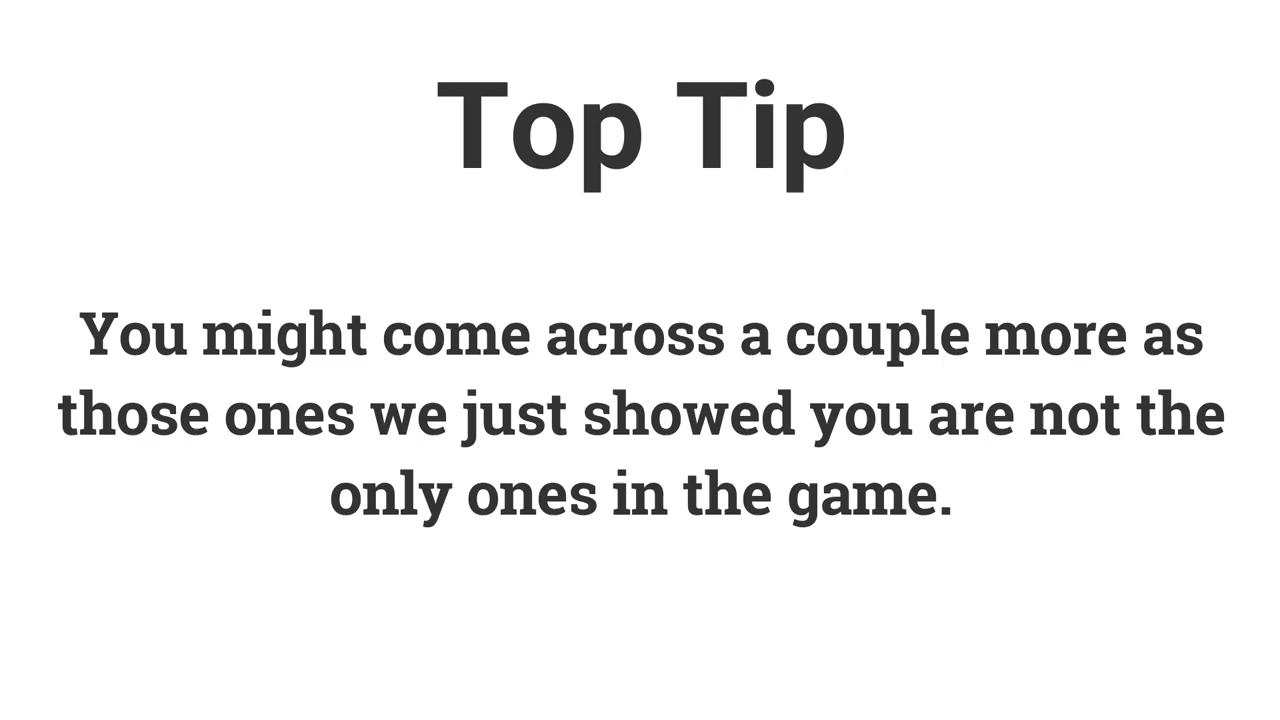 Top Tip
You might come across a couple more as
those ones we just showed you are not the
only ones in the game.